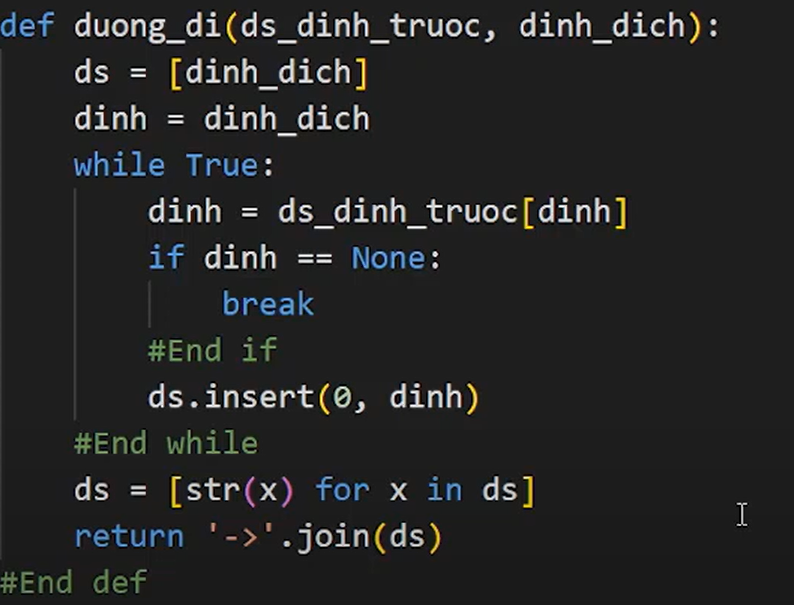 def duong_di(ds_dinh_truoc, dinh_dich):
    ds = [dinh_dich]
    dinh = dinh_dich
    while True:
        dinh = ds_dinh_truoc[dinh]
        if dinh == None:
            break
        #End if
        ds.insert(0, dinh)
    #End while
    ds = [str(x) for x in ds]
    return '->'.join(ds)
#End def